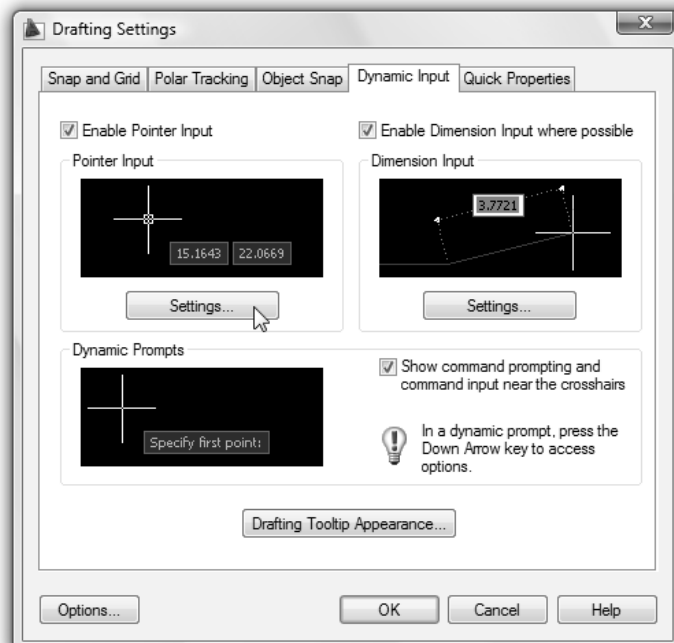 Drafting Settings
Snap and Grid
Polar Tracking
Object Snap
Dynamic Input
Quick Properties
Enable Pointer Input
Enable Dimension Input where possible
Pointer Input
Dimension Input
15.1643
22.0669
3.7721
Settings...
Settings...
Dynamic Prompts
Specify first point:
Show command prompting and
command input near the crosshairs
In a dynamic prompt, press the
Down Arrow key to access
options.
Drafting Tooltip Appearance...
Options...
OK
Cancel
Help